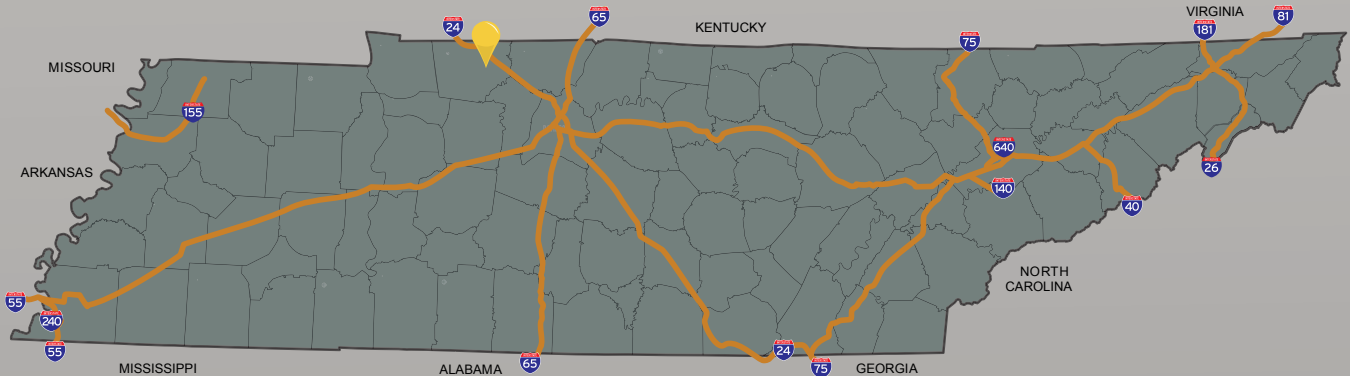 VIRGINIA
81
65
24
181
KENTUCKY
75
MISSOURI
155
640
ARKANSAS
26
140
40
NORTH
CAROLINA
55
240
24
55
65
75
MISSISSIPPI
ALABAMA
GEORGIA